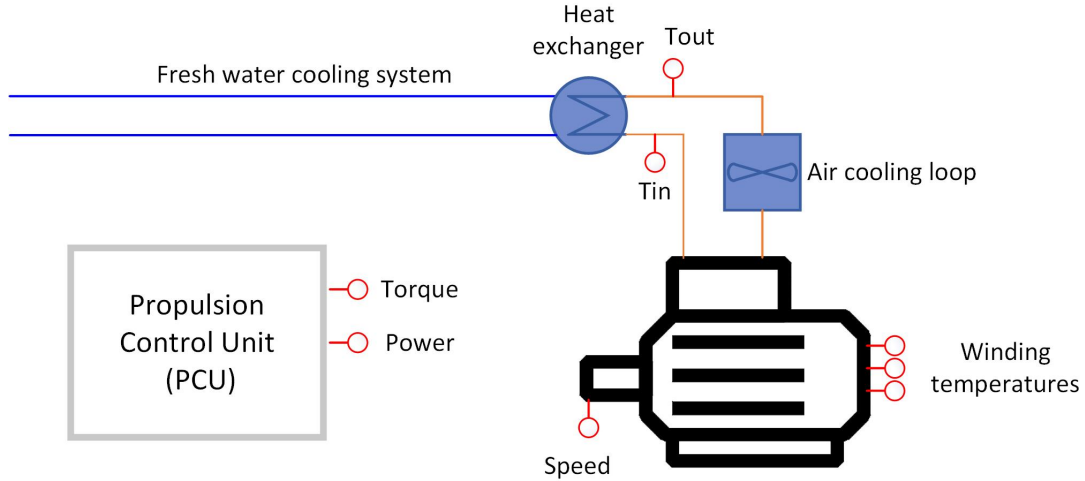 Heat
exchanger
Tout
Fresh water cooling system
Tin
Air cooling loop
Propulsion
Control Unit
(PCU)
Torque
Power
Winding
temperatures
Speed